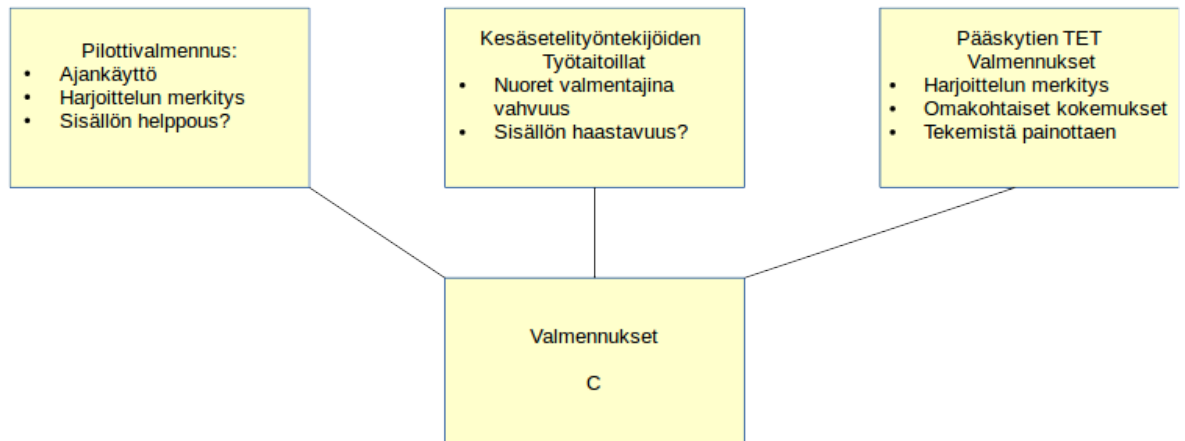 Pilottivalmennus:
• Ajankäyttö
• Harjoittelun merkitys
• Sisällön helppous?
Kesäsetelityöntekijöiden
Työtaitoillat
• Nuoret valmentajina
vahvuus
• Sisällön haastavuus?
Pääskytien TET
Valmennukset
• Harjoittelun merkitys
• Omakohtaiset kokemukset
• Tekemistä painottaen
Valmennukset
C